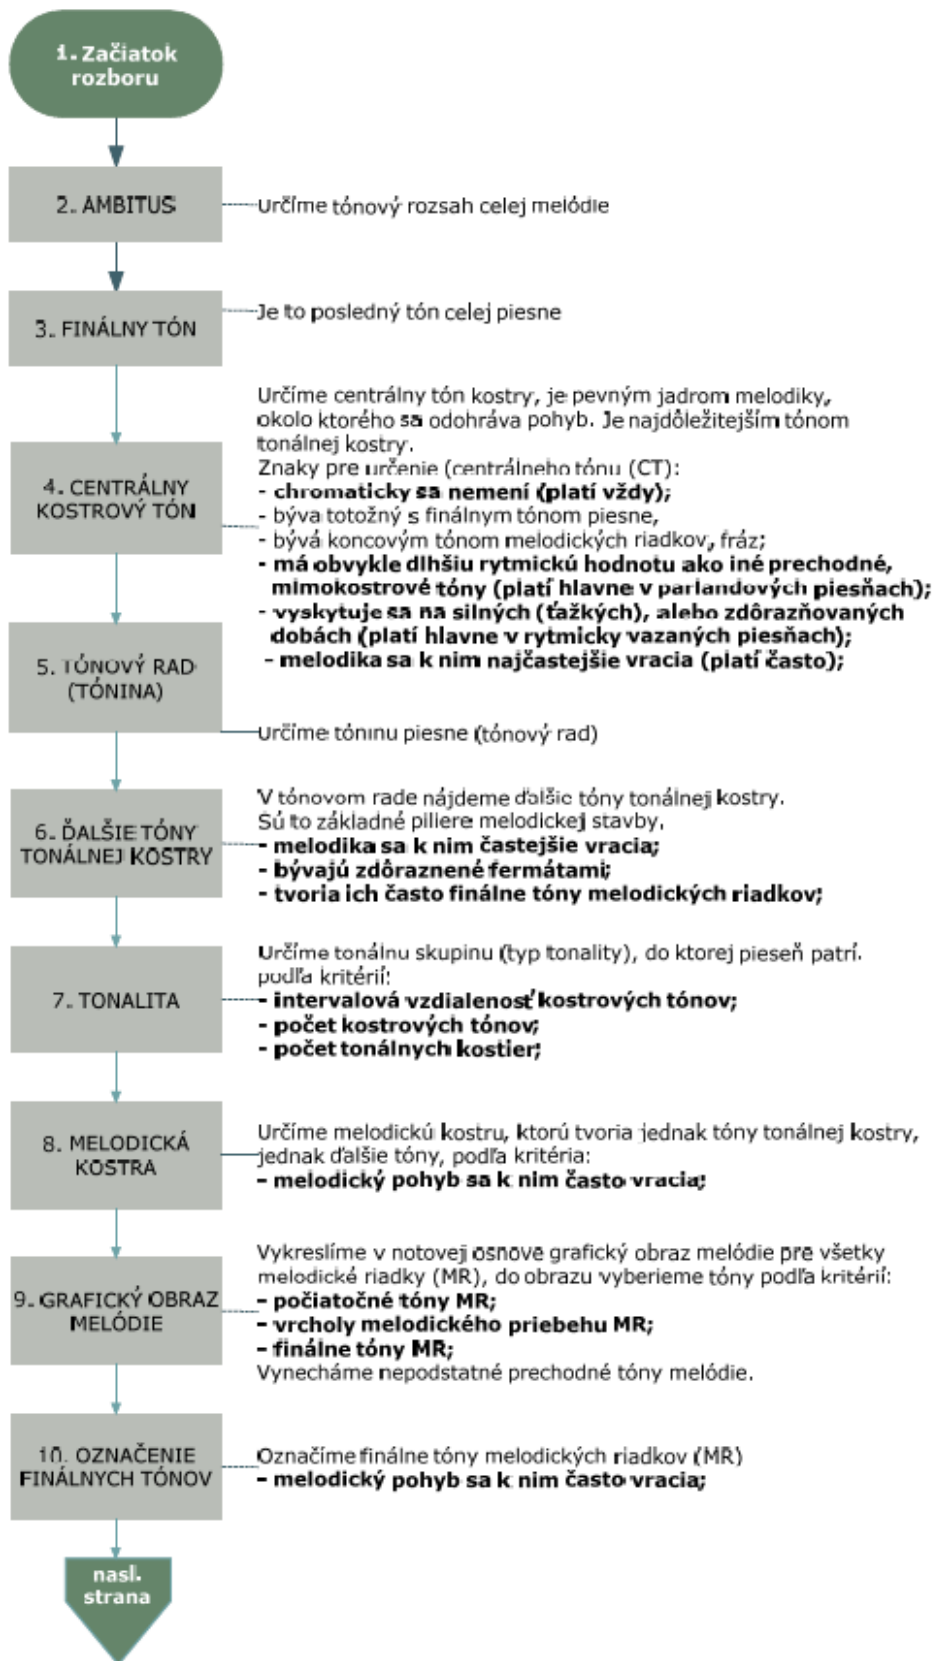 1. Začiatok
rozboru
2. AMBITUS
Určíme tónový rozsah celej melódie
3. FINÁLNY TÓN
Je to posledný tón celej piesne
4. CENTRÁLNY
KOSTROVÝ TÓN
Určíme centrálny tón kostry, je pevným jadrom melodiky,
okolo ktorého sa odohráva pohyb. Je najdôležitejším tónom
tonálnej kostry.
Znaky pre určenie (centrálneho tónu (CT):
- chromaticky sa nemení (platí vždy);
- býva totožný s finálnym tónom piesne,
- bývá koncovým tónom melodických riadkov, fráz;
- má obvykle dlhšiu rytmickú hodnotu ako iné prechodné,
mimokostrové tóny (platí hlavne v parlandových piesňach);
- vyskytuje sa na silných (ťažkých), alebo zdôrazňovaných
dobách (platí hlavne v rytmicky vazaných piesňach);
- melodika sa k nim najčastejšie vracia (platí často);
5. TÓNOVÝ RAD
(TÓNINA)
Určíme tóninu piesne (tónový rad)
6. ĎALŠIE TÓNY
TONÁLNEJ KOSTRY
V tónovom rade nájdeme ďalšie tóny tonálnej kostry.
Sú to základné piliere melodickej stavby.
- melodika sa k nim častejšie vracia;
- bývajú zdôraznené fermátami;
- tvoria ich často finálne tóny melodických riadkov;
7. TONALITA
Určíme tonálnu skupinu (typ tonality), do ktorej pieseň patrí.
podľa kritérií:
- intervalová vzdialenosť kostrových tónov;
- počet kostrových tónov;
- počet tonálnych kostier;
8. MELODICKÁ
KOSTRA
Určíme melodickú kostru, ktorú tvoria jednak tóny tonálnej kostry,
jednak ďalšie tóny, podľa kritéria:
- melodický pohyb sa k nim často vracia;
9. GRAFICKÝ OBRAZ
MELÓDIE
Vykreslíme v notovej osnove grafický obraz melódie pre všetky
melodické riadky (MR), do obrazu vyberieme tóny podľa kritérií:
- počiatočné tóny MR;
- vrcholy melodického priebehu MR;
- finálne tóny MR;
Vynecháme nepodstatné prechodné tóny melódie.
10. OZNAČENIE
FINÁLNYCH TÓNOV
Označíme finálne tóny melodických riadkov (MR)
- melodický pohyb sa k nim často vracia;
nasl.
strana